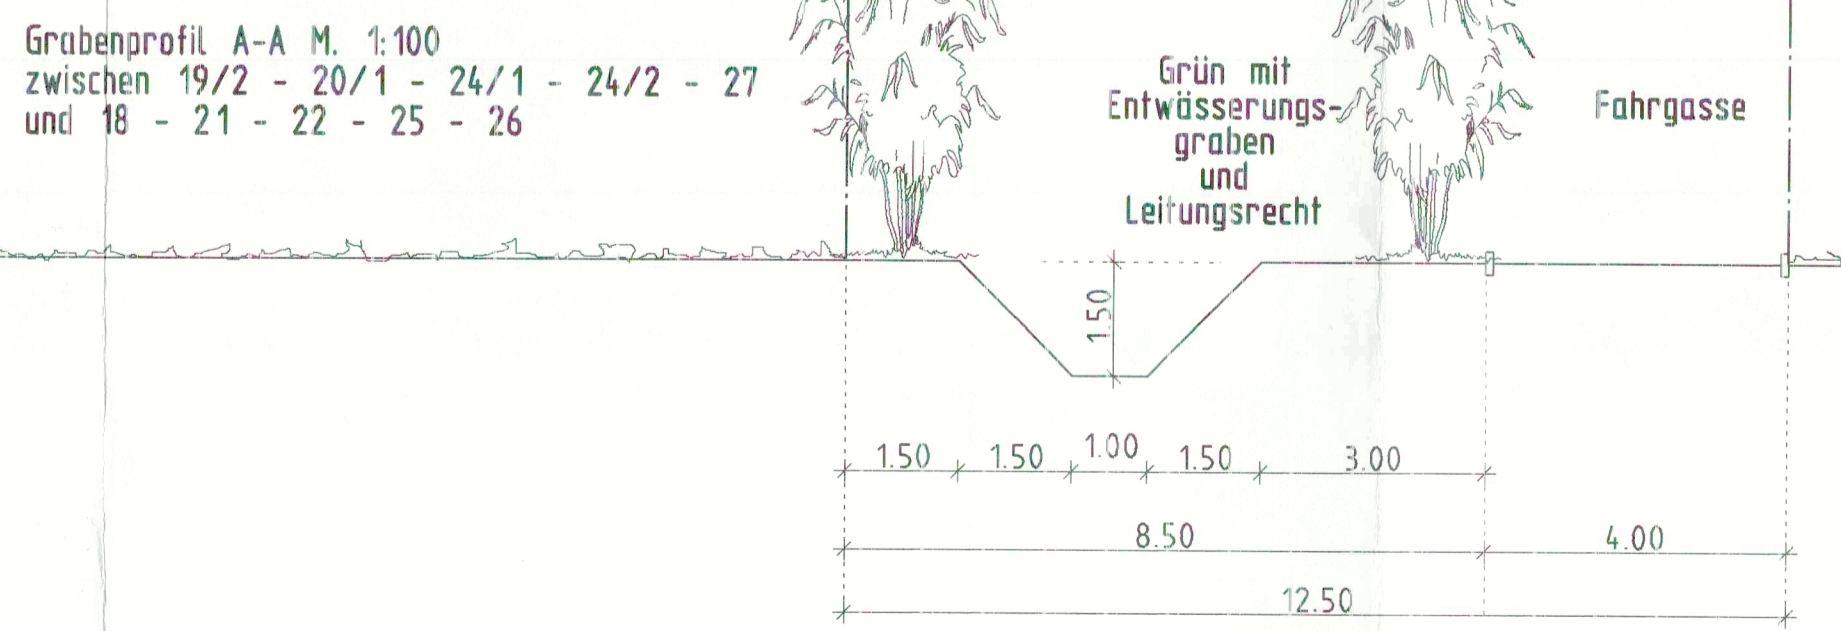 Grabenprofil A-A M. 1:100
zwischen 19/2 - 20/1 - 24/1 - 24/2 - 27
und 18 - 21 - 22 - 25 - 26
Grün mit
Entwässerungs-
graben
und
Leitungsrecht
Fahrgasse
1.50
1.50
1.50
1.00
1.50
3.00
8.50
4.00
12.50